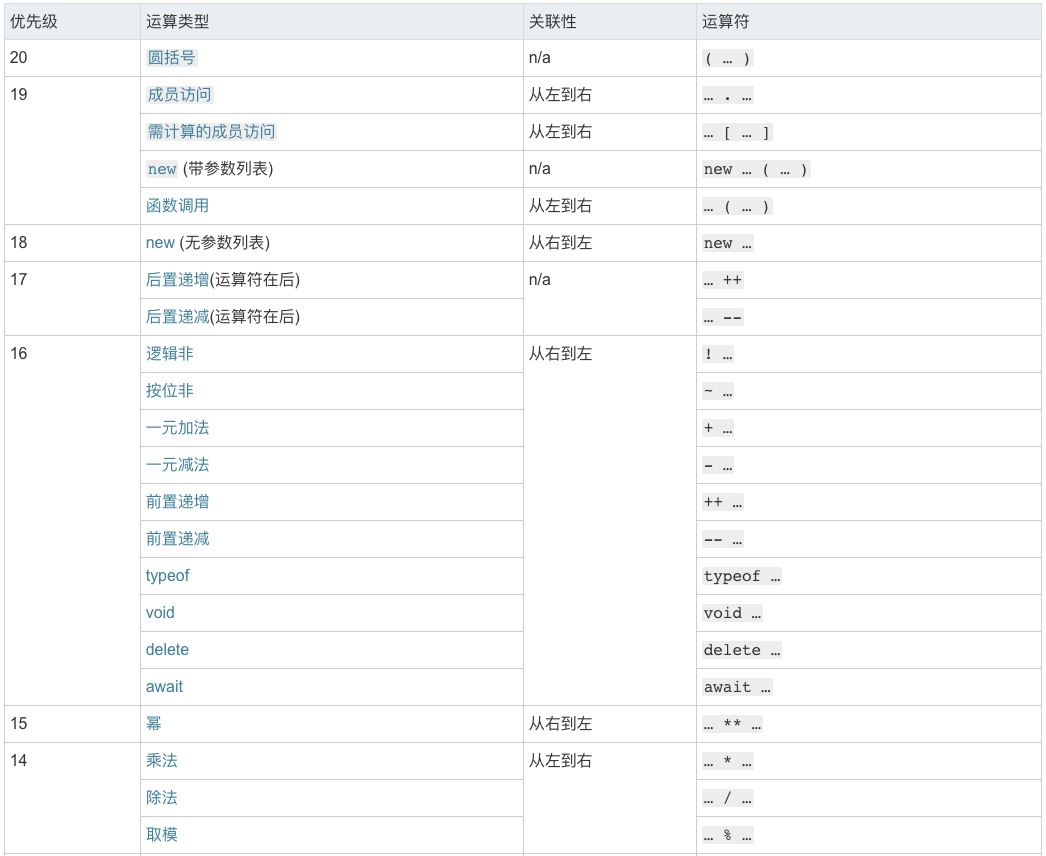 优先级 运算类型 关联性 运算符
20 圆括号 n/a ( … )
19 成员访问 从左到右 … . …
需计算的成员访问 从左到右 … [ … ]
new (带参数列表) n/a new … ( … )
函数调用 从左到右 … ( … )
18 new (无参数列表) 从右到左 new …
17 后置递增(运算符在后) n/a … ++
后置递减(运算符在后) … --
16 逻辑非 从右到左 ! …
按位非 ~ …
一元加法 + …
一元减法 - …
前置递增 ++ …
前置递减 -- …
typeof typeof …
void void …
delete delete …
await await …
15 幂 从右到左 … ** …
14 乘法 从左到右 … * …
除法 … / …
取模 … % …